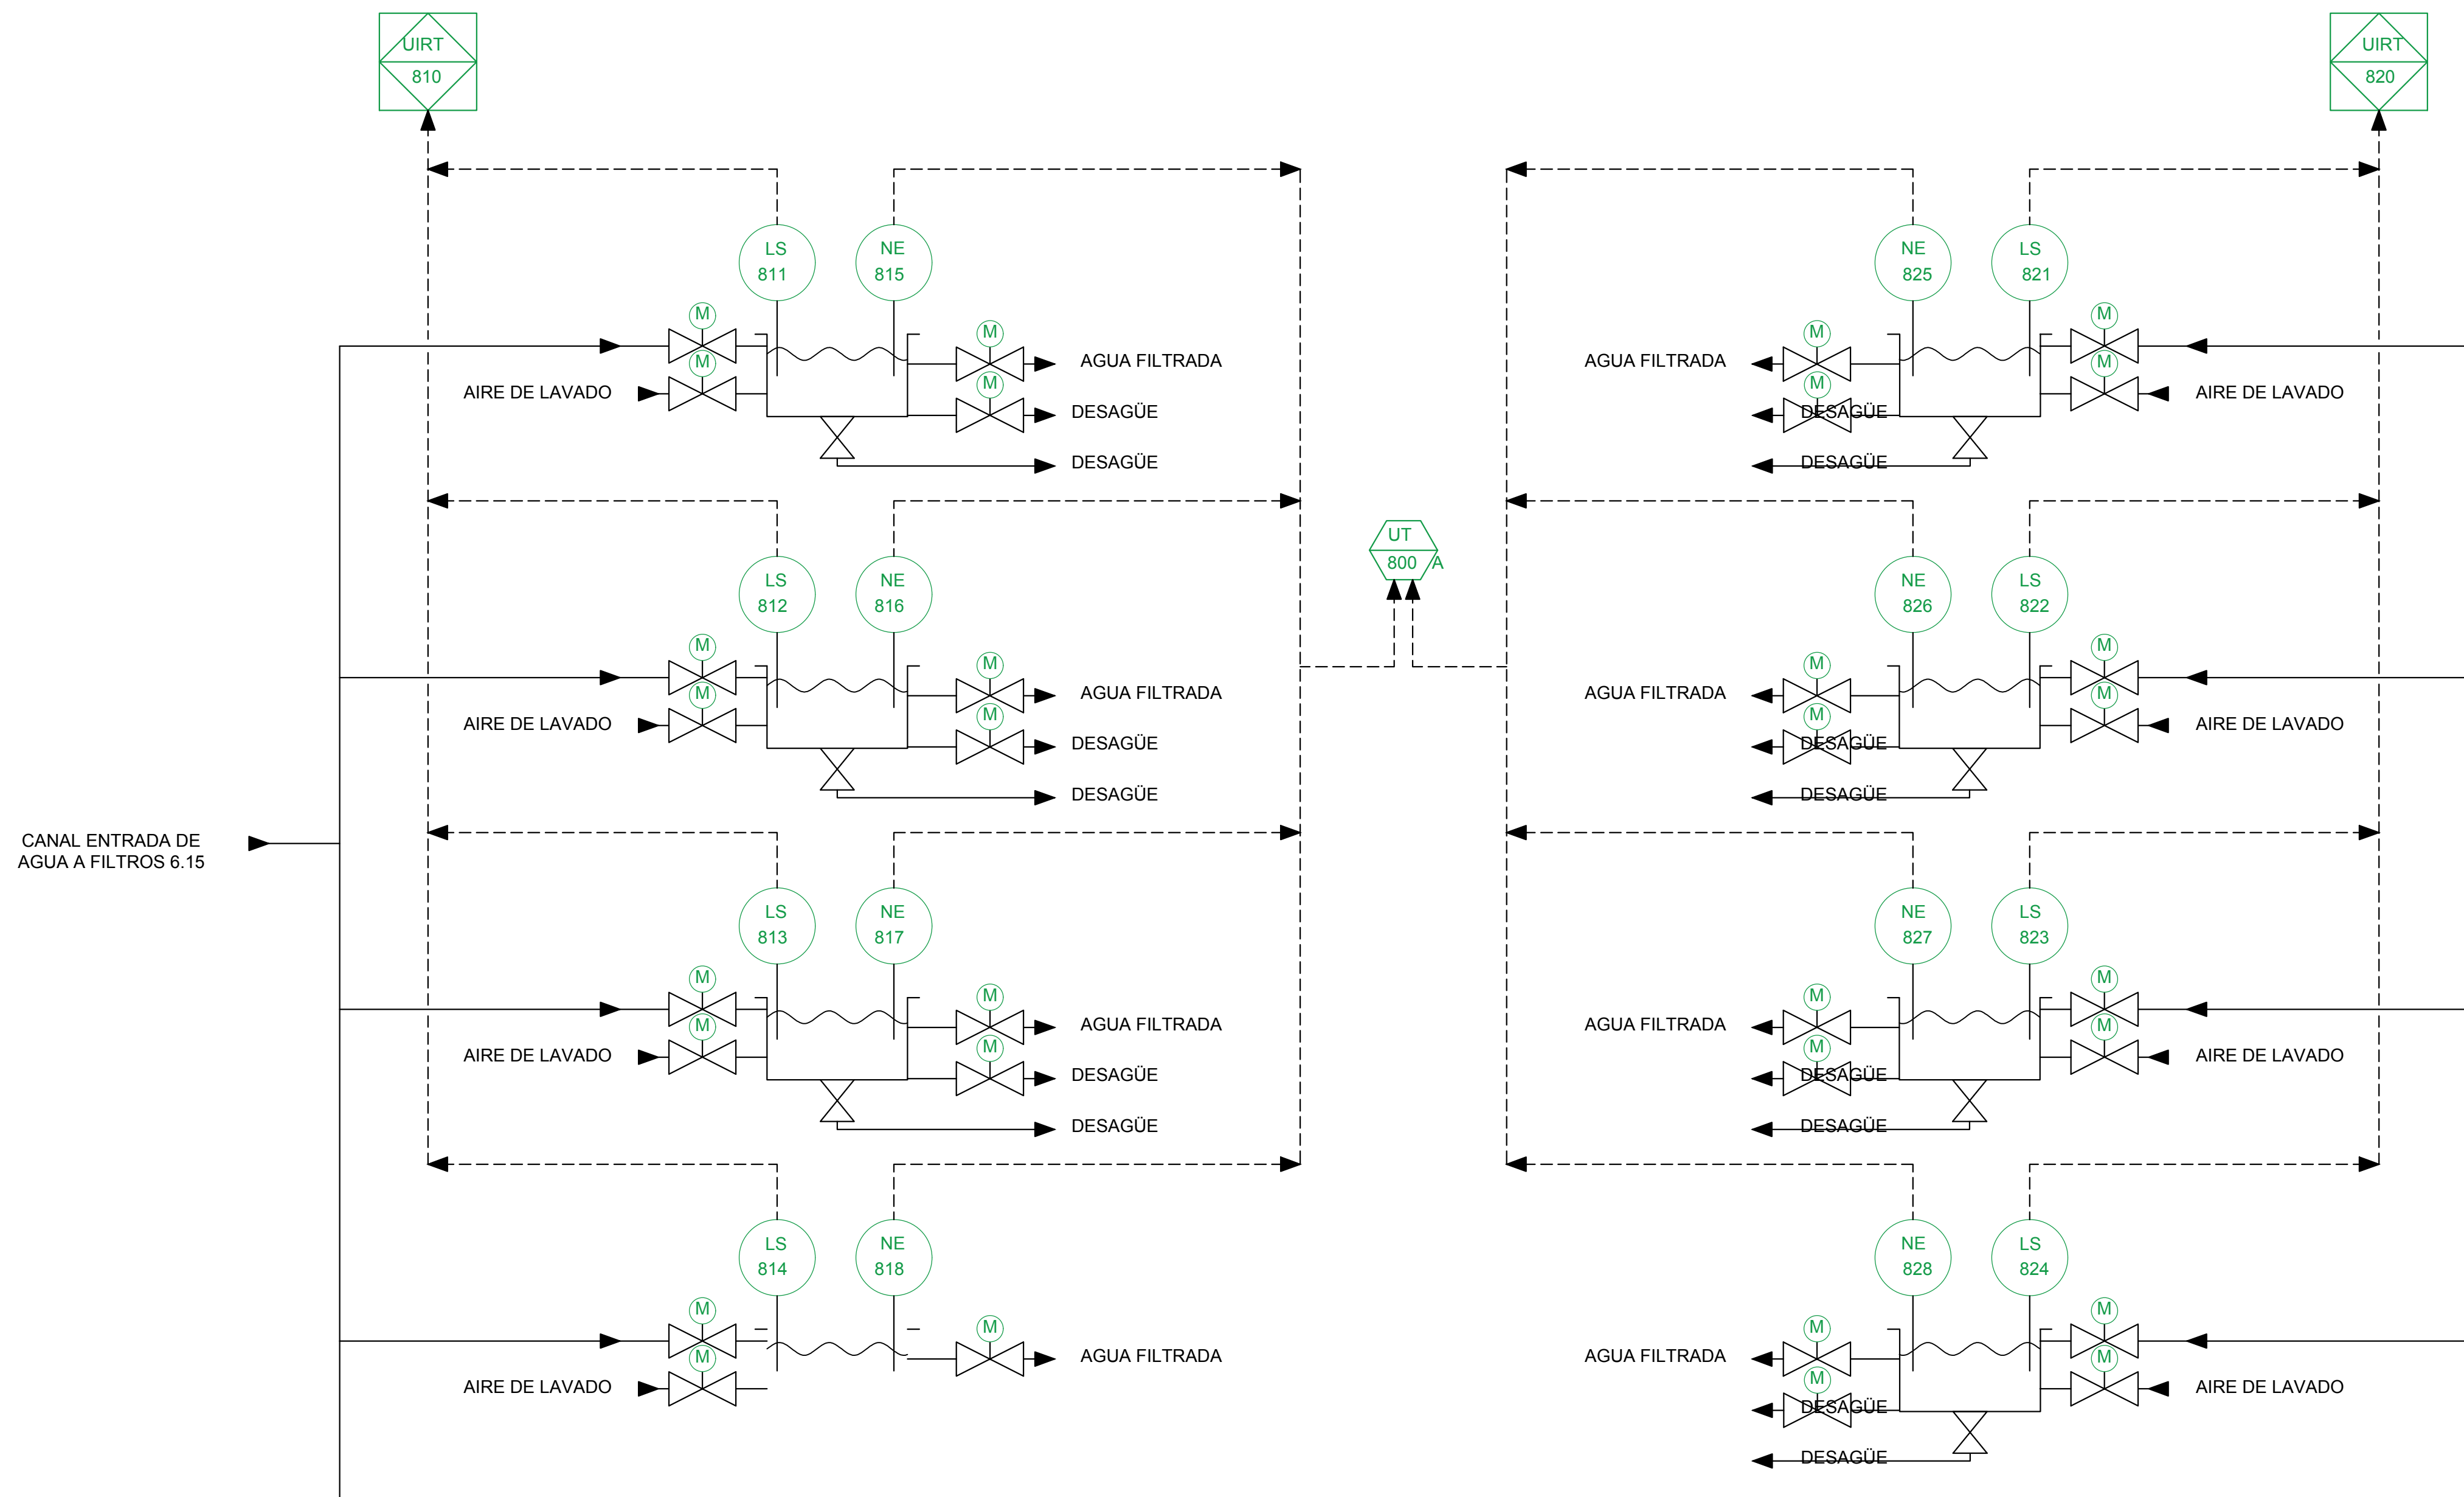 UIRT
810
UIRT
820
LS
811
NE
815
NE
825
LS
821
M
M
M
M
M
M
M
M
AGUA FILTRADA
AGUA FILTRADA
AIRE DE LAVADO
AIRE DE LAVADO
DESAGÜE
DESAGÜE
DESAGÜE
DESAGÜE
UT
800 A
LS
812
NE
816
NE
826
LS
822
M
M
M
M
M
M
M
M
AGUA FILTRADA
AGUA FILTRADA
AIRE DE LAVADO
AIRE DE LAVADO
DESAGÜE
DESAGÜE
DESAGÜE
DESAGÜE
CANAL ENTRADA DE
AGUA A FILTROS 6.15
LS
813
NE
817
NE
827
LS
823
M
M
M
M
M
M
M
M
AGUA FILTRADA
AGUA FILTRADA
AIRE DE LAVADO
AIRE DE LAVADO
DESAGÜE
DESAGÜE
DESAGÜE
DESAGÜE
LS
814
NE
818
NE
828
LS
824
M
M
M
M
M
M
M
AGUA FILTRADA
AGUA FILTRADA
AIRE DE LAVADO
AIRE DE LAVADO
DESAGÜE
DESAGÜE